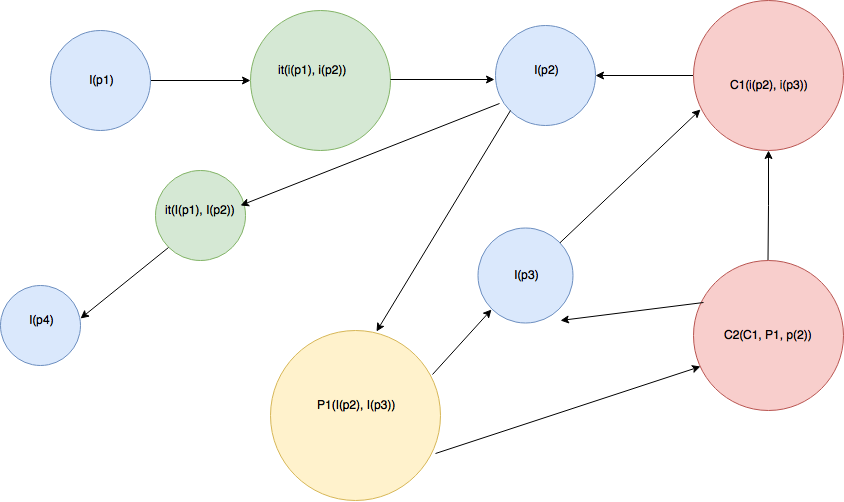 I(p1)
it(i(p1), i(p2))
I(p2)
C1(i(p2), i(p3))
it(I(p1), I(p2))
I(p3)
I(p4)
C2(C1, P1, p(2))
P1(I(p2), I(p3))